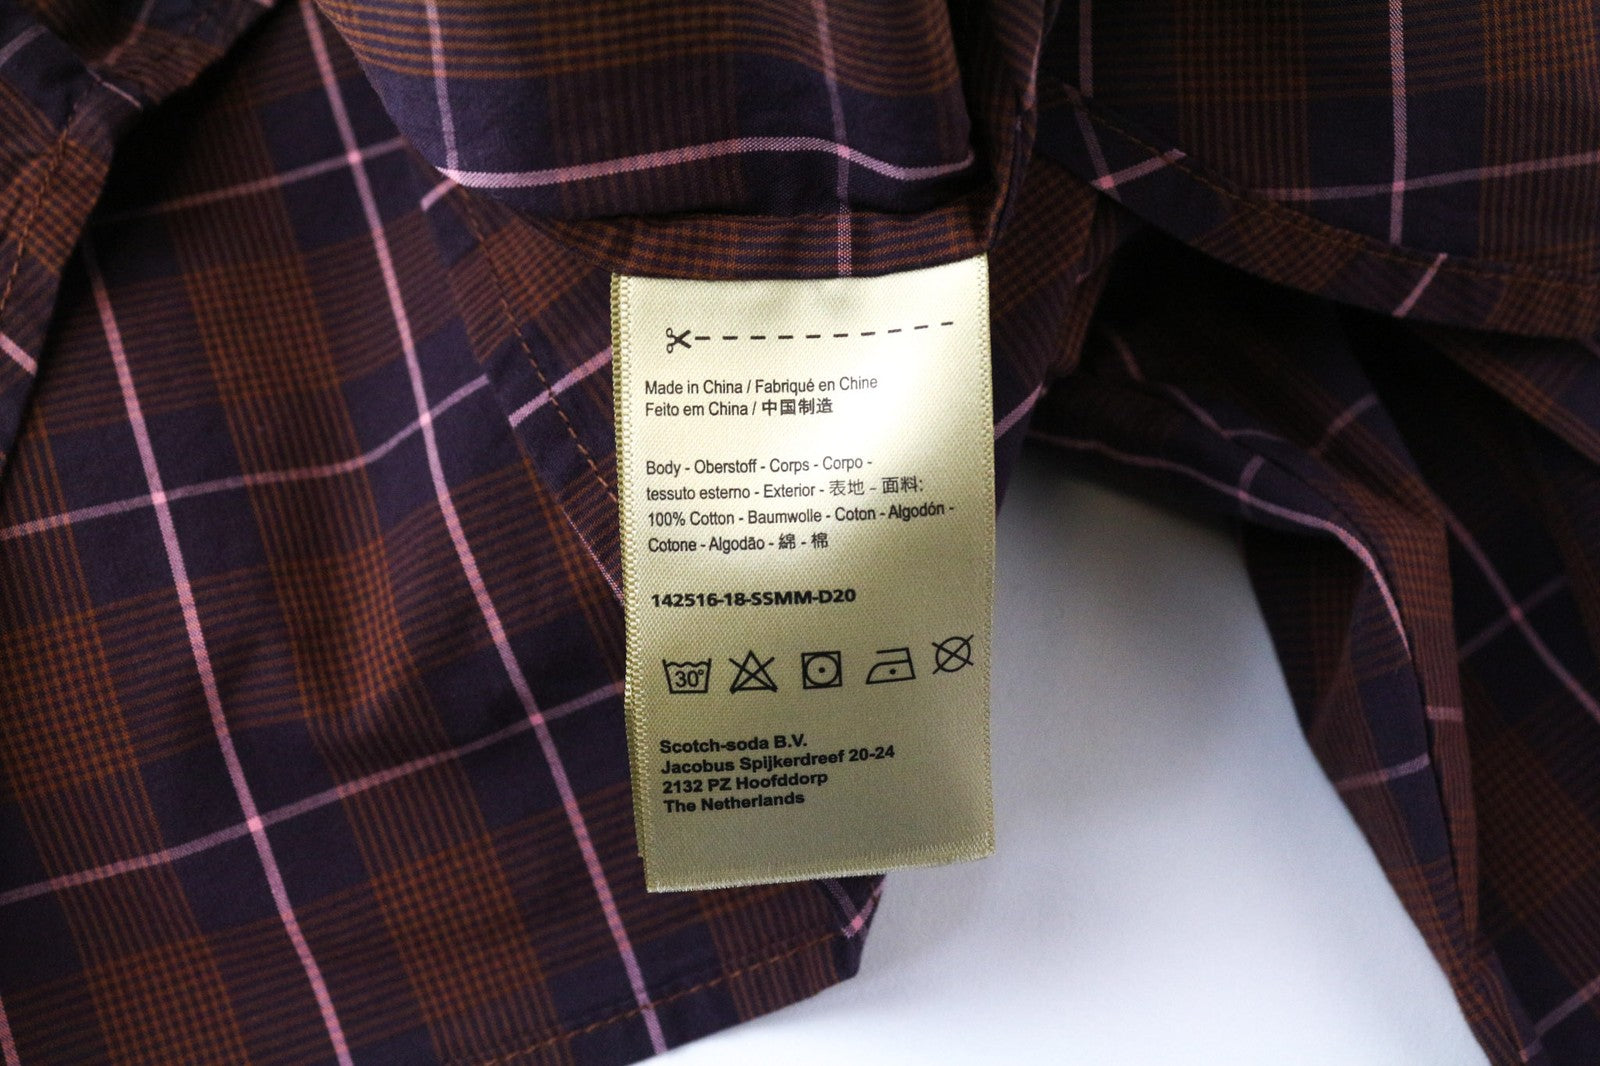 Made in China / Fabriqué en Chine
Feito em China / 中国制造
Body - Oberstoff - Corps - Corpo -
tessuto esterno - Exterior - 表地 - 面料:
100% Cotton - Baumwolle - Coton - Algodón -
Cotone - Algodão - 綿 - 棉
142516-18-SSMM-D20
30°
Scotch-soda B.V.
Jacobus Spijkerdreef 20-24
2132 PZ Hoofddorp
The Netherlands